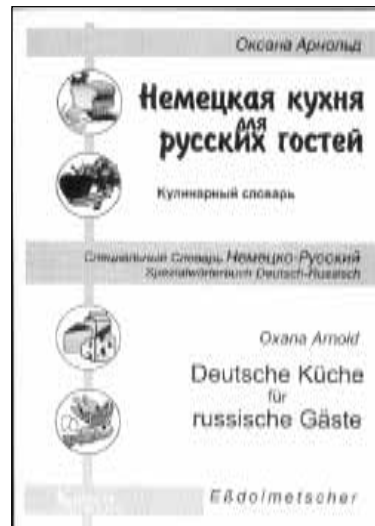 Оксана Арнольд
Немецкая кухня
для
русских гостей
Кулинарный словарь
Специальный Словарь Немецко-Русский
Spezialwörterbuch Deutsch-Russisch
Oxana Arnold
Deutsche Küche
für
russische Gäste
Eßdolmetscher